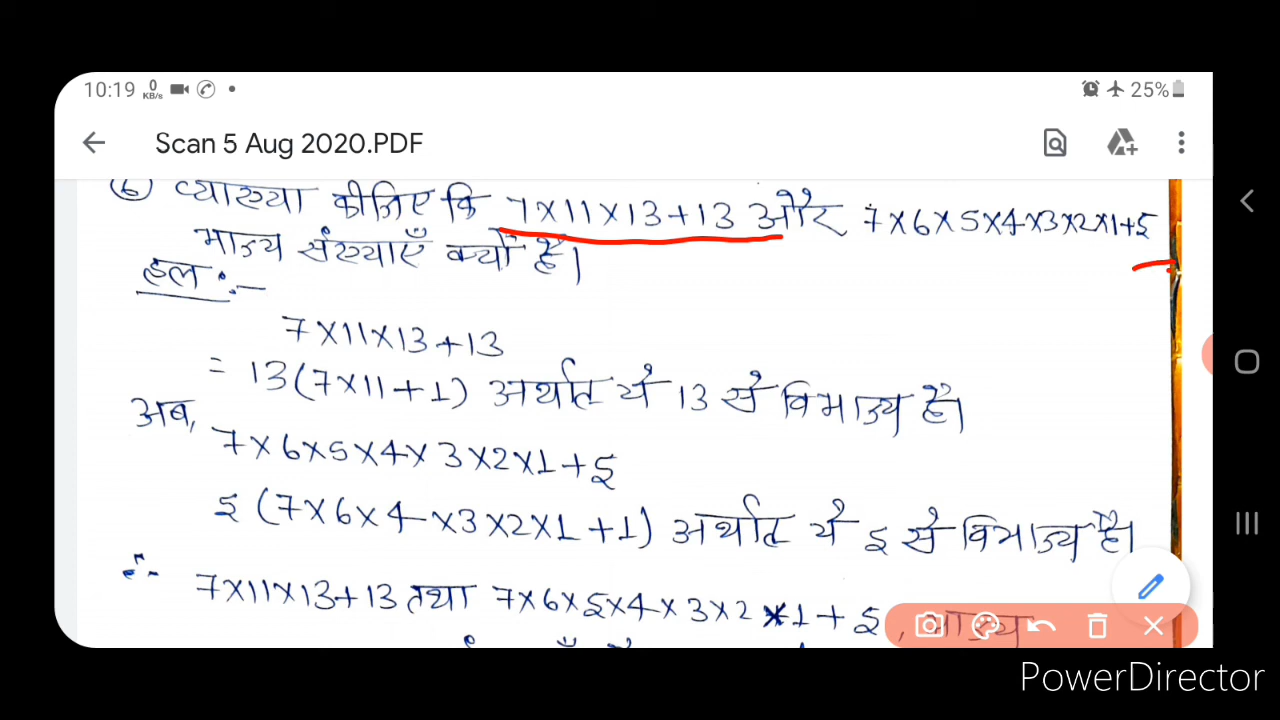 10:19 0 KB/s 25%
Scan 5 Aug 2020.PDF
⑥ व्याख्या कीजिए कि 7×11×13+13 और 7×6×5×4×3×2×1+5
भाज्य संख्याएँ क्यों हैं।
हल :-
7×11×13+13
= 13(7×11+1) अर्थात ये 13 से विभाज्य है।
अब,
7×6×5×4×3×2×1+5
5 (7×6×4×3×2×1+1) अर्थात ये 5 से विभाज्य है।
∴ 7×11×13+13 तथा 7×6×5×4×3×2×1+5, भाज्य
PowerDirector